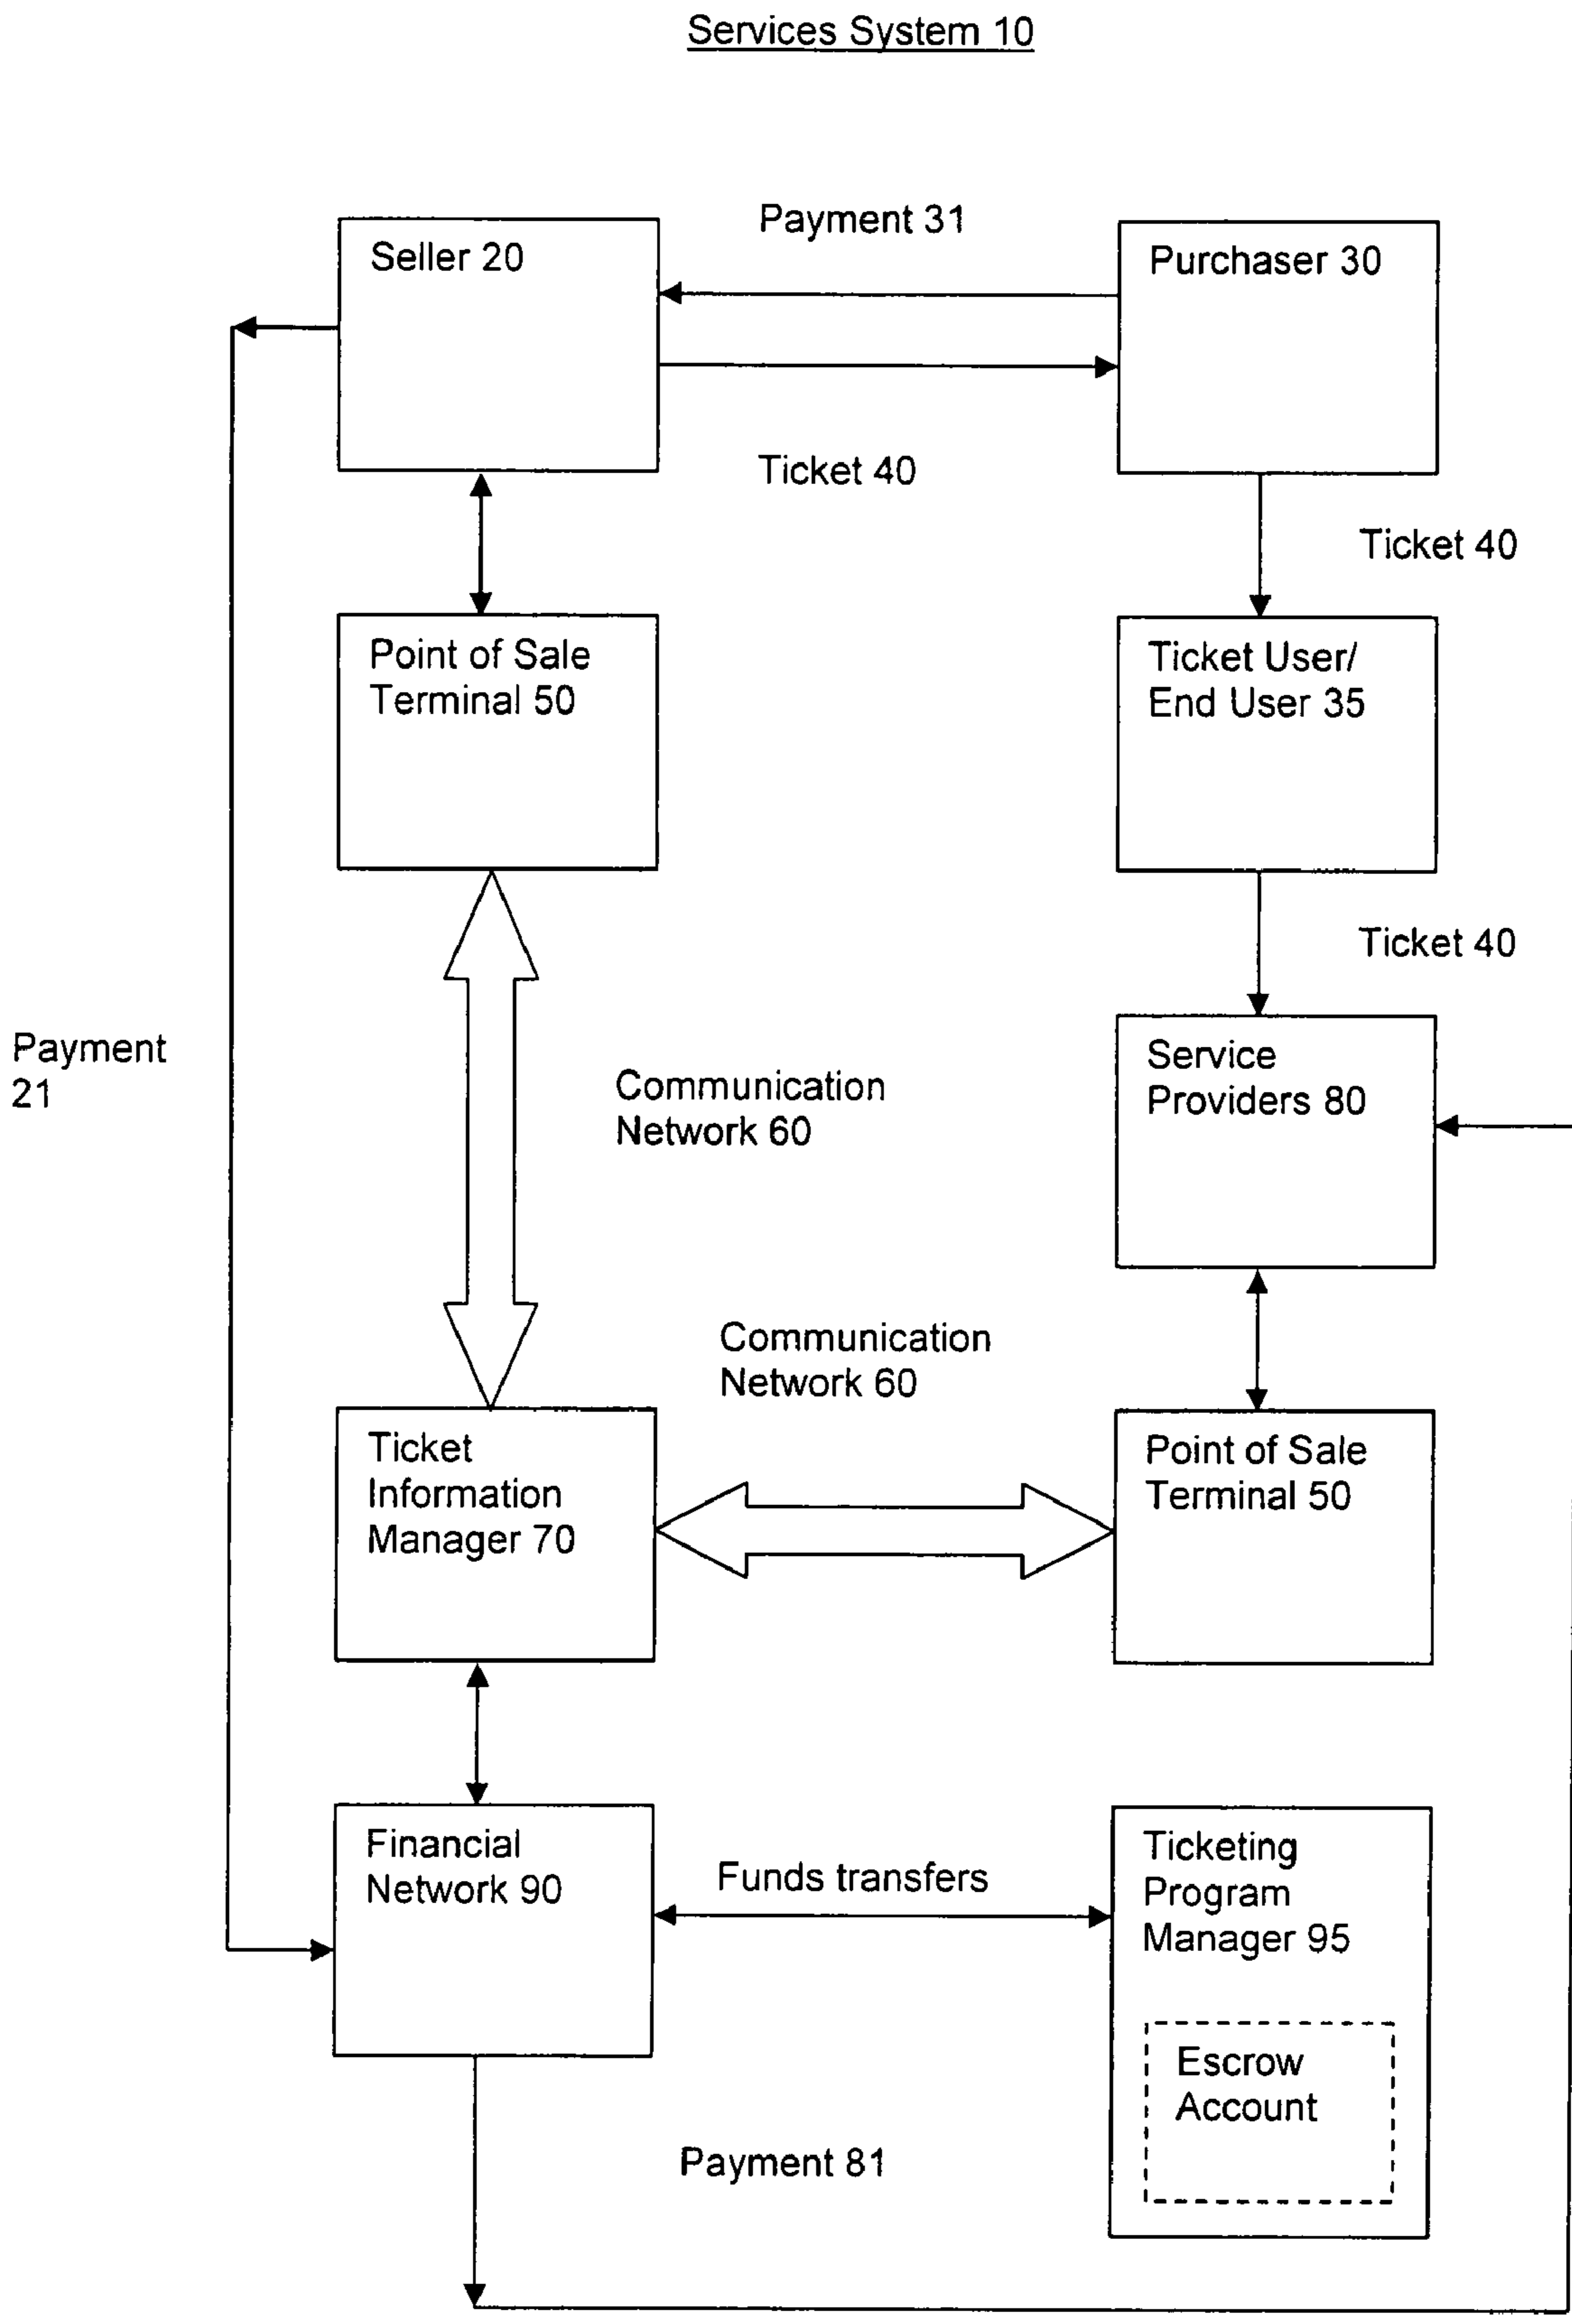 Services System 10
Payment 31
Seller 20
Purchaser 30
Ticket 40
Ticket 40
Point of Sale
Terminal 50
Ticket User/
End User 35
Ticket 40
Payment
21
Communication
Network 60
Service
Providers 80
Communication
Network 60
Ticket
Information
Manager 70
Point of Sale
Terminal 50
Financial
Network 90
Funds transfers
Ticketing
Program
Manager 95
Escrow
Account
Payment 81